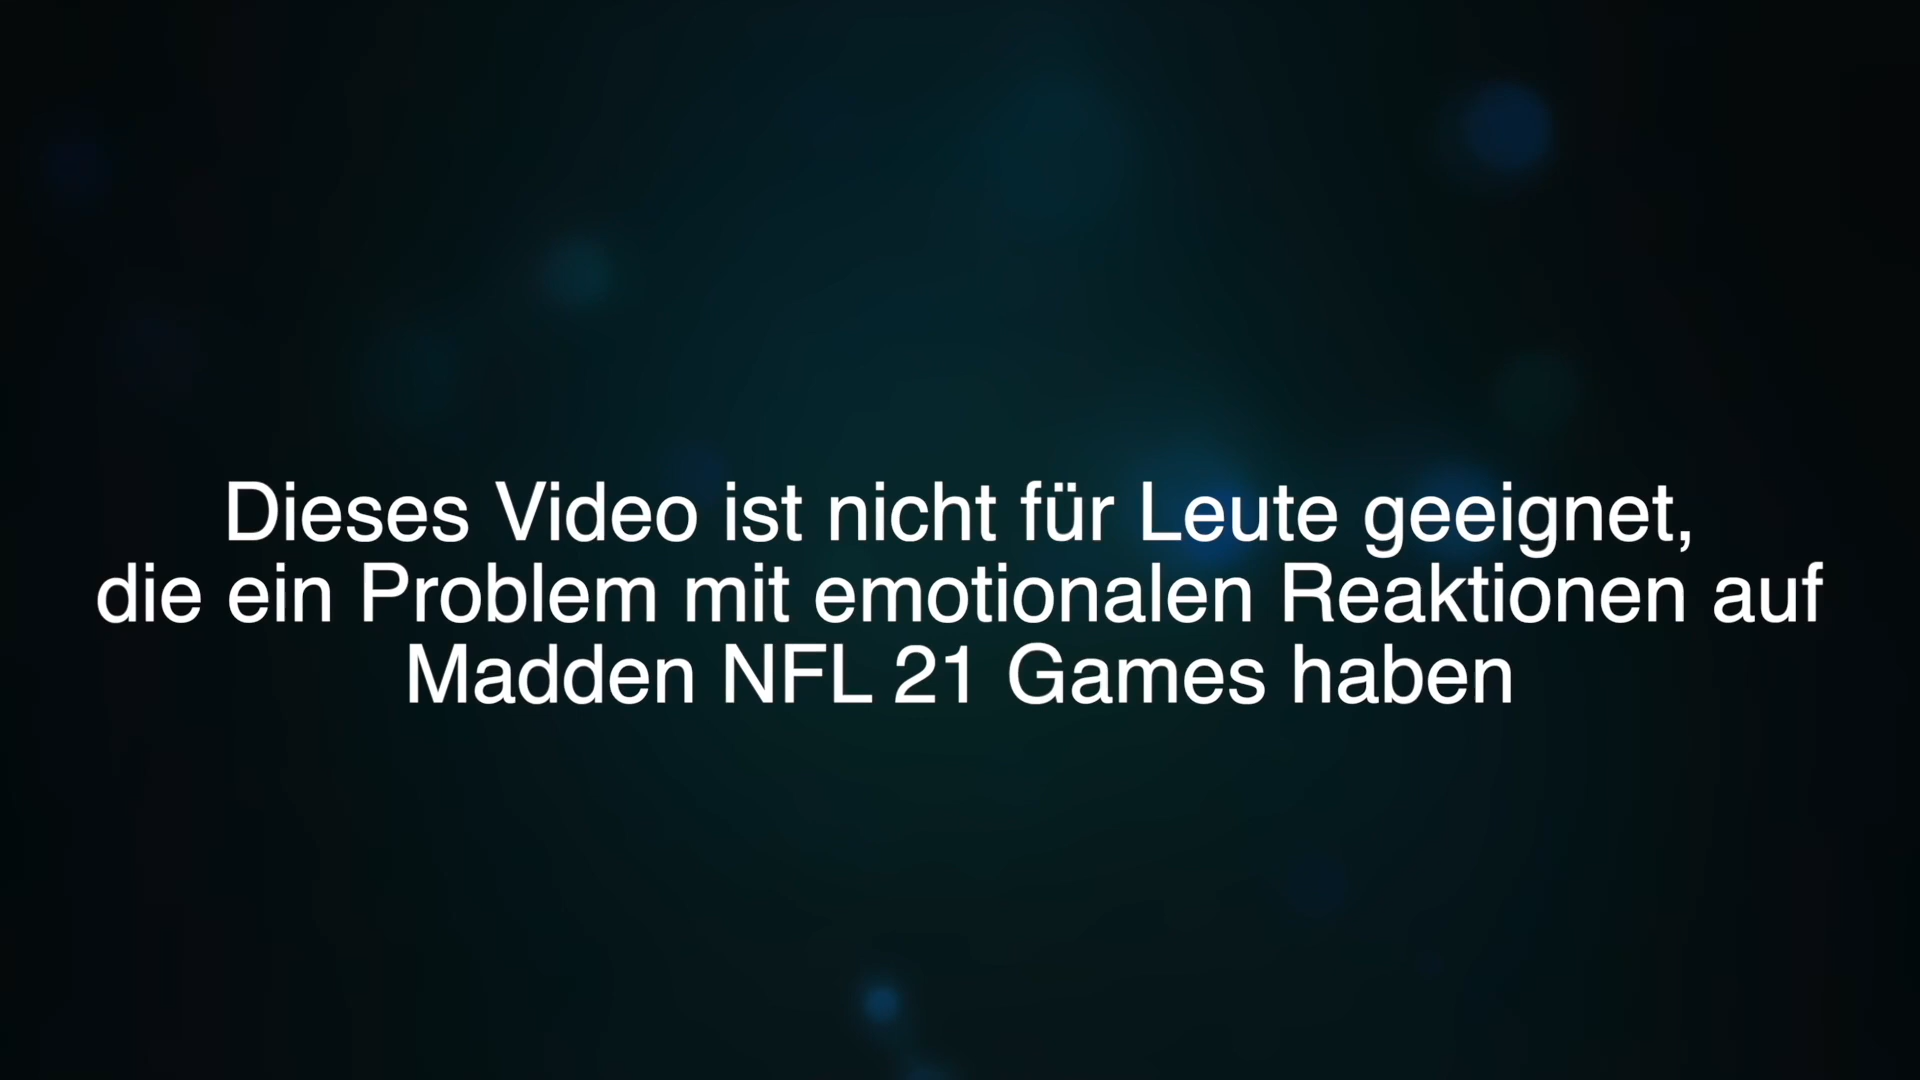 Dieses Video ist nicht für Leute geeignet,
die ein Problem mit emotionalen Reaktionen auf
Madden NFL 21 Games haben